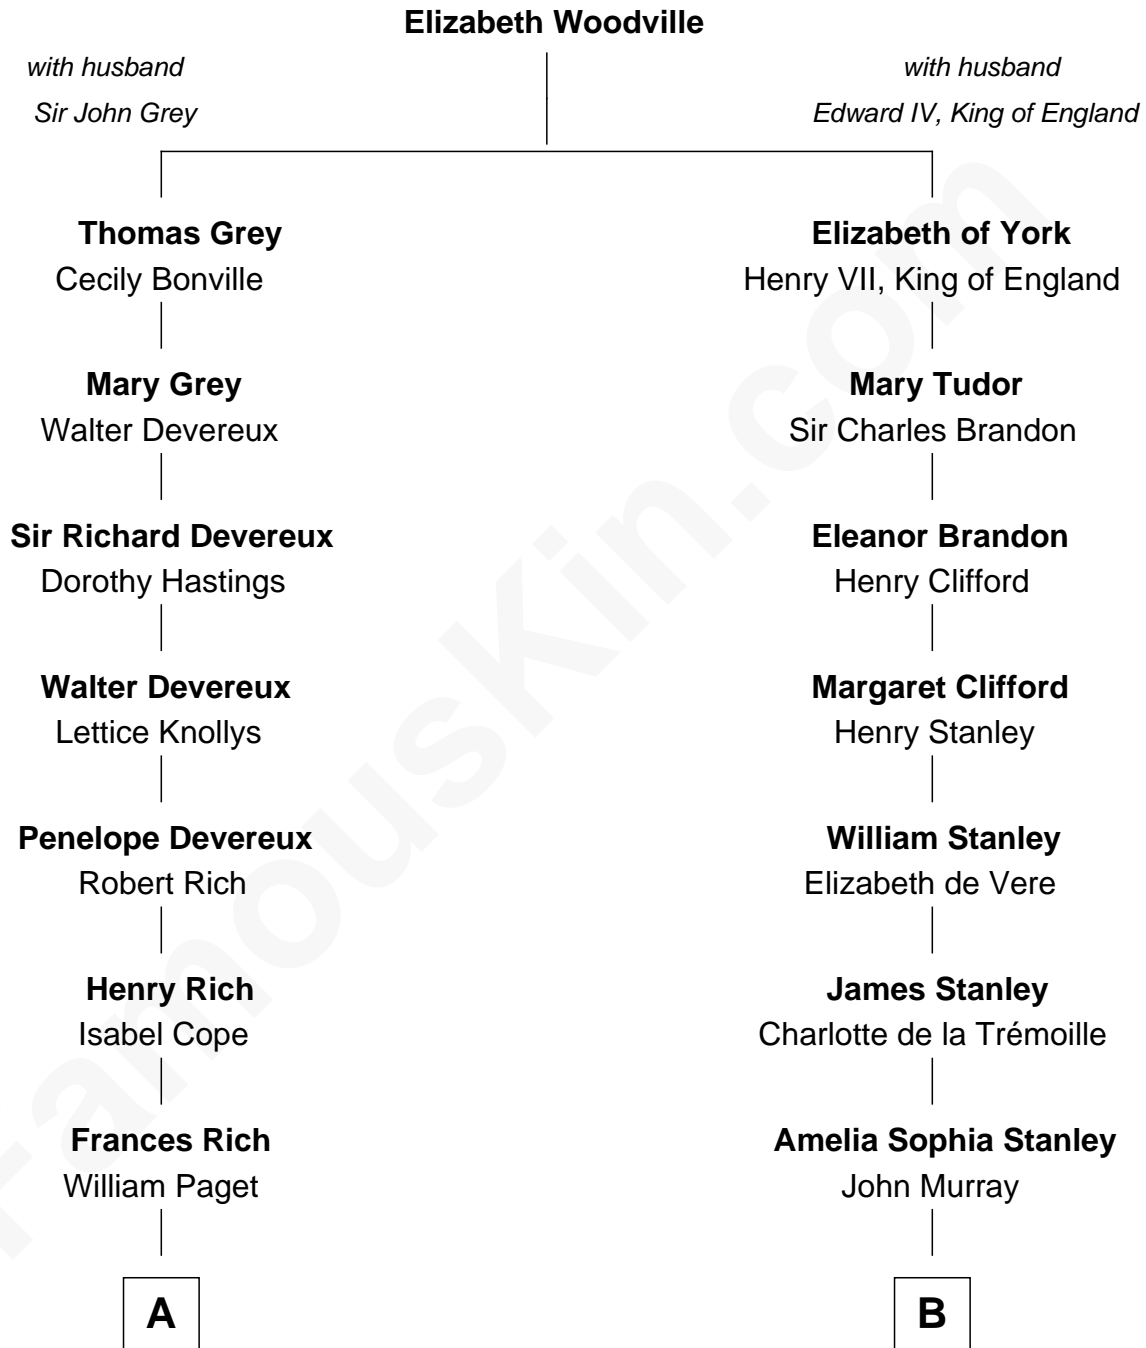 Elizabeth Woodville
with husband
Sir John Grey
with husband
Edward IV, King of England
Thomas Grey
Cecily Bonville
Elizabeth of York
Henry VII, King of England
Mary Grey
Walter Devereux
Mary Tudor
Sir Charles Brandon
Sir Richard Devereux
Dorothy Hastings
Eleanor Brandon
Henry Clifford
Walter Devereux
Lettice Knollys
Margaret Clifford
Henry Stanley
Penelope Devereux
Robert Rich
William Stanley
Elizabeth de Vere
Henry Rich
Isabel Cope
James Stanley
Charlotte de la Trémoille
Frances Rich
William Paget
Amelia Sophia Stanley
John Murray
A
B
FamousKin.com